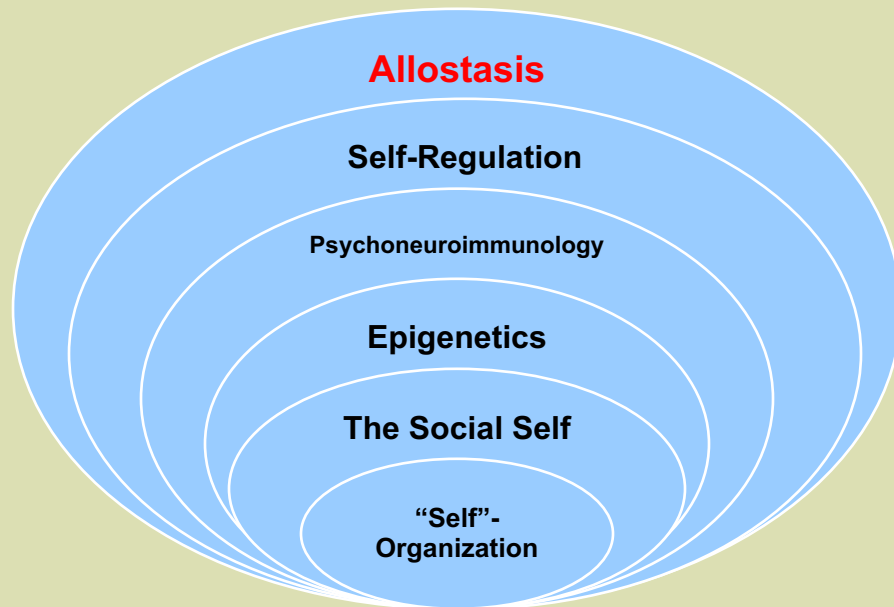 Allostasis
Self-Regulation
Psychoneuroimmunology
Epigenetics
The Social Self
“Self”-
Organization